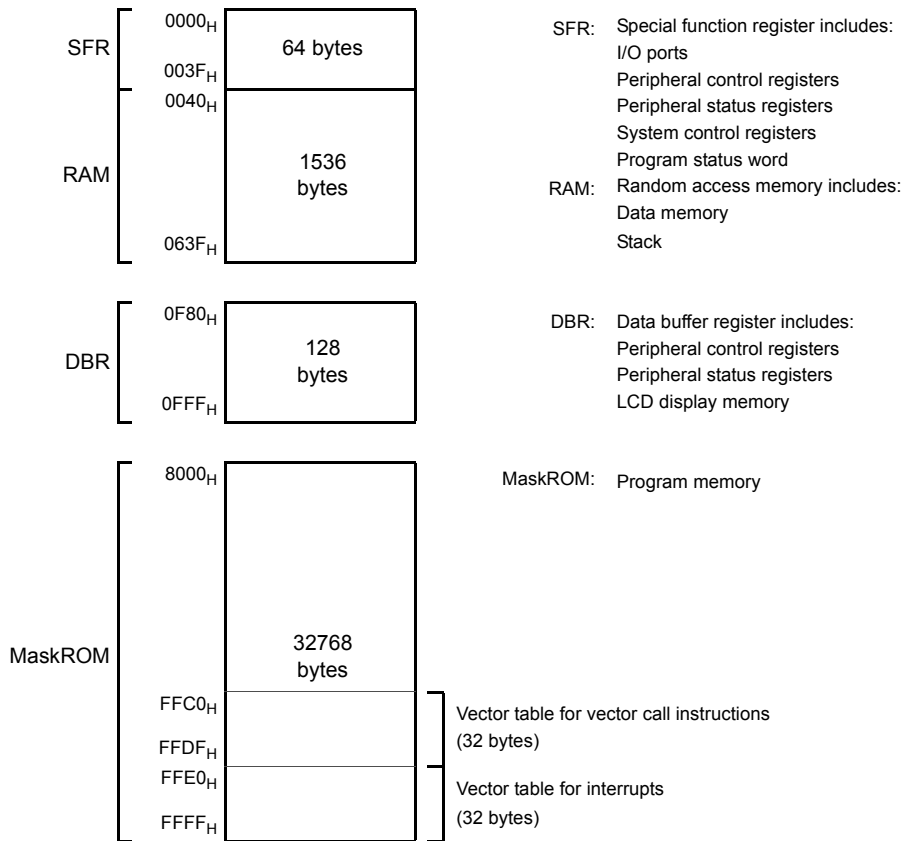 0000H
SFR
64 bytes
003FH
0040H
RAM
1536
bytes
063FH
SFR: Special function register includes:
I/O ports
Peripheral control registers
Peripheral status registers
System control registers
Program status word
RAM: Random access memory includes:
Data memory
Stack
0F80H
DBR
128
bytes
0FFFH
DBR: Data buffer register includes:
Peripheral control registers
Peripheral status registers
LCD display memory
8000H
MaskROM: Program memory
MaskROM
32768
bytes
FFC0H
FFDFH
Vector table for vector call instructions
(32 bytes)
FFE0H
FFFFH
Vector table for interrupts
(32 bytes)